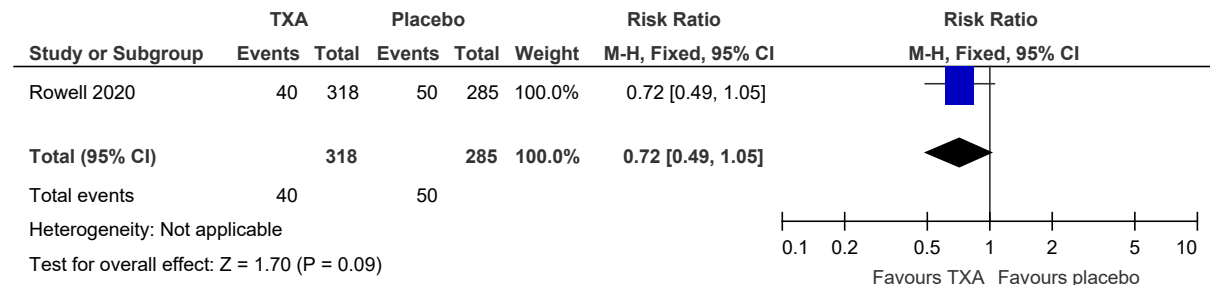 TXA Placebo Risk Ratio Risk Ratio
Study or Subgroup Events Total Events Total Weight M-H, Fixed, 95% CI M-H, Fixed, 95% CI
Rowell 2020 40 318 50 285 100.0% 0.72 [0.49, 1.05]
Total (95% CI) 318 285 100.0% 0.72 [0.49, 1.05]
Total events 40 50
Heterogeneity: Not applicable
Test for overall effect: Z = 1.70 (P = 0.09)
0.1 0.2 0.5 1 2 5 10
Favours TXA Favours placebo